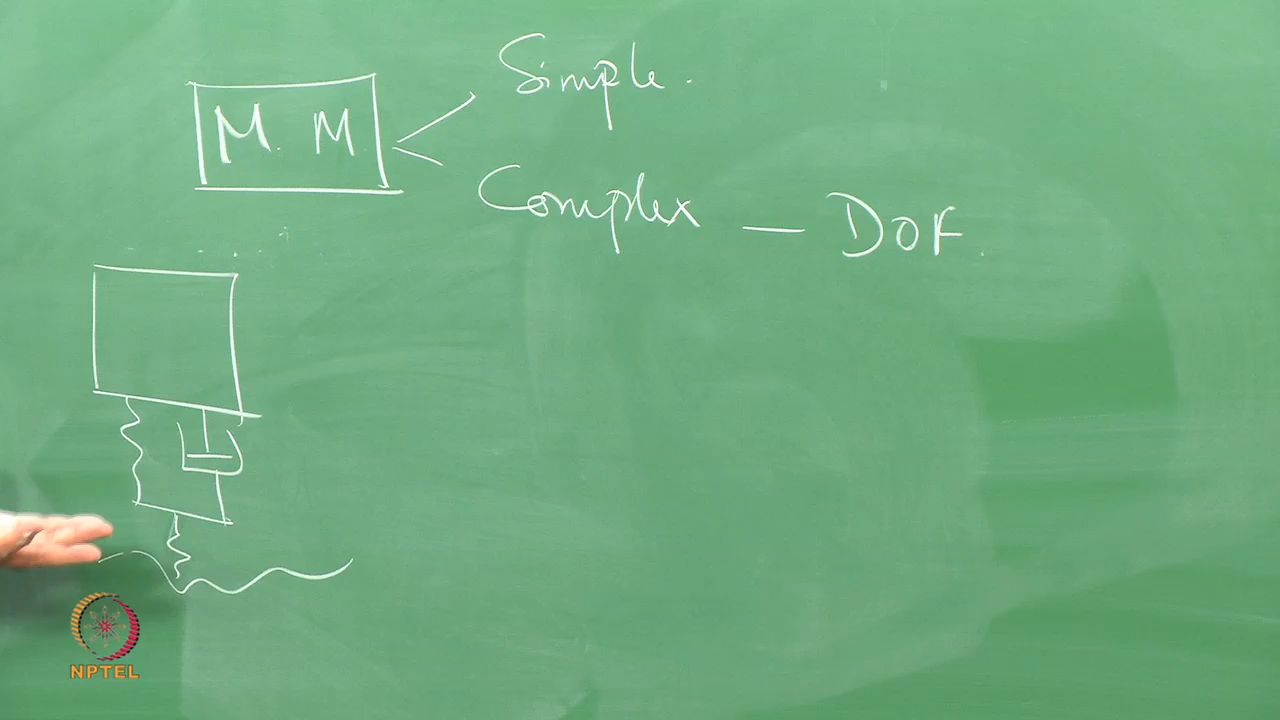 Simple.
M. M.
Complex — DOF.
NPTEL